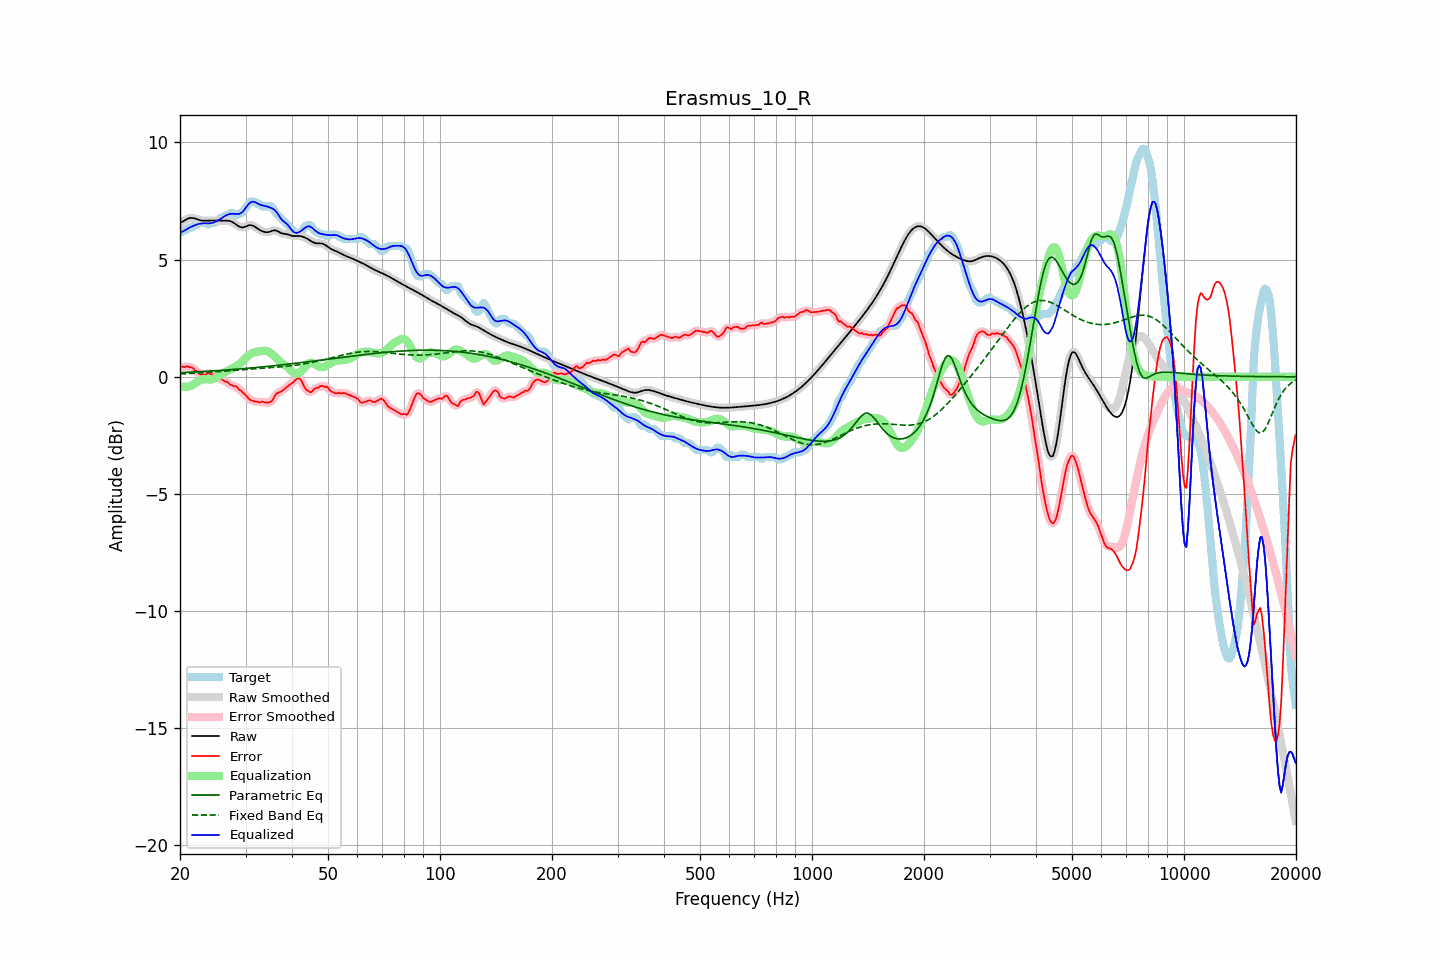 Erasmus_10_R
Amplitude (dBr)
10
5
0
−5
−10
−15
−20
Target
Raw Smoothed
Error Smoothed
Raw
Error
Equalization
Parametric Eq
Fixed Band Eq
Equalized
20 50 100 200 500 1000 2000 5000 10000 20000
Frequency (Hz)